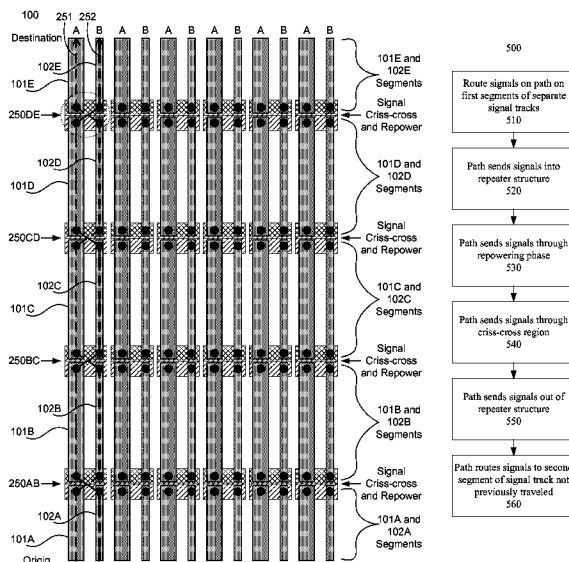 100
251
252
A B A B A B A B A B A B
Destination
102E
101E
101E and
102E
Segments
250DE
Signal
Criss-cross
and Repower
102D
101D
101D and
102D
Segments
250CD
Signal
Criss-cross
and Repower
102C
101C
101C and
102C
Segments
250BC
Signal
Criss-cross
and Repower
102B
101B
101B and
102B
Segments
250AB
Signal
Criss-cross
and Repower
102A
101A
101A and
102A
Segments
Origin
500
Route signals on path on
first segments of separate
signal tracks
510
Path sends signals into
repeater structure
520
Path sends signals through
repowering phase
530
Path sends signals through
criss-cross region
540
Path sends signals out of
repeater structure
550
Path routes signals to second
segment of signal track not
previously traveled
560